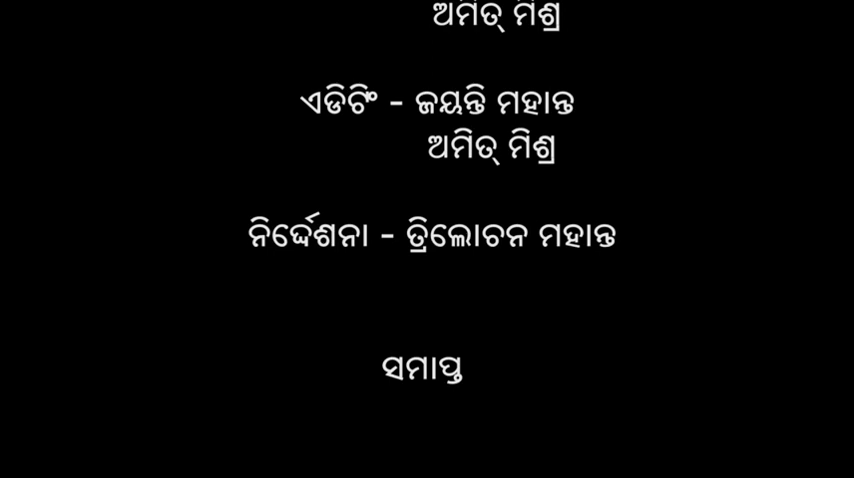 ଅମିତ୍ ମିଶ୍ର
ଏଡିଟିଂ - ଜୟନ୍ତି ମହାନ୍ତ
ଅମିତ୍ ମିଶ୍ର
ନିର୍ଦ୍ଦେଶନା - ତ୍ରିଲୋଚନ ମହାନ୍ତ
ସମାପ୍ତ